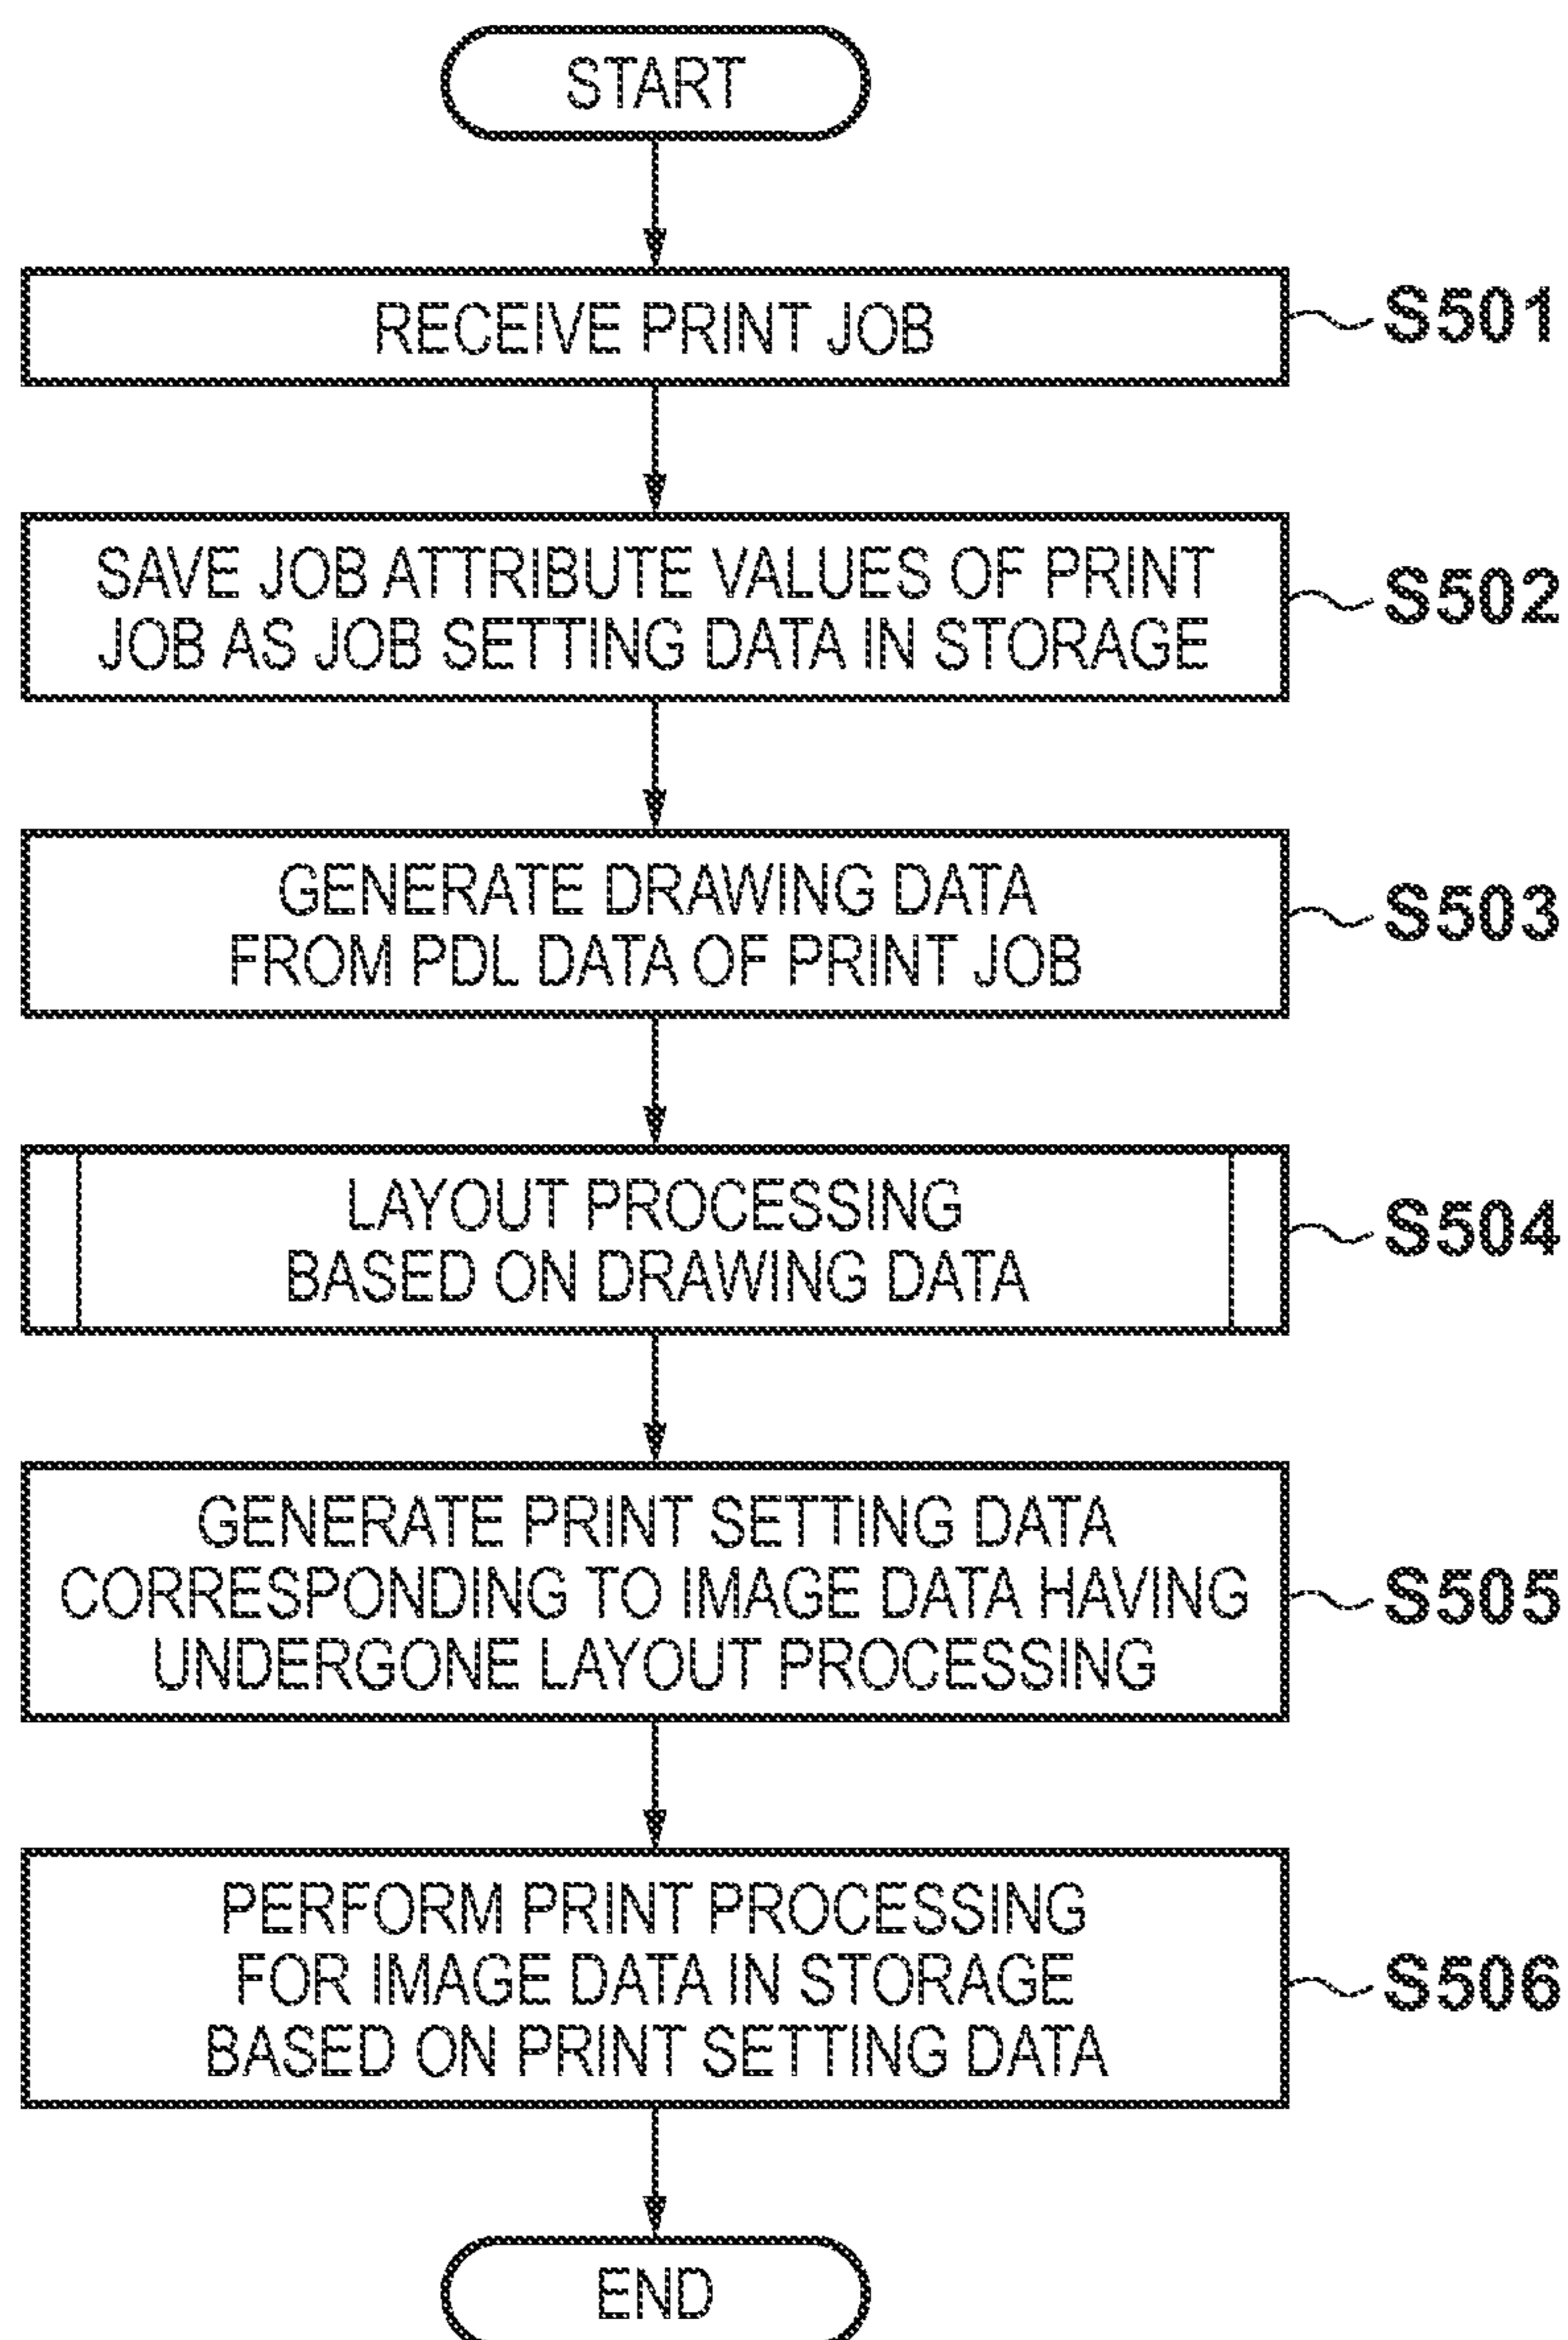 START
RECEIVE PRINT JOB
S501
SAVE JOB ATTRIBUTE VALUES OF PRINT
JOB AS JOB SETTING DATA IN STORAGE
S502
GENERATE DRAWING DATA
FROM PDL DATA OF PRINT JOB
S503
LAYOUT PROCESSING
BASED ON DRAWING DATA
S504
GENERATE PRINT SETTING DATA
CORRESPONDING TO IMAGE DATA HAVING
UNDERGONE LAYOUT PROCESSING
S505
PERFORM PRINT PROCESSING
FOR IMAGE DATA IN STORAGE
BASED ON PRINT SETTING DATA
S506
END